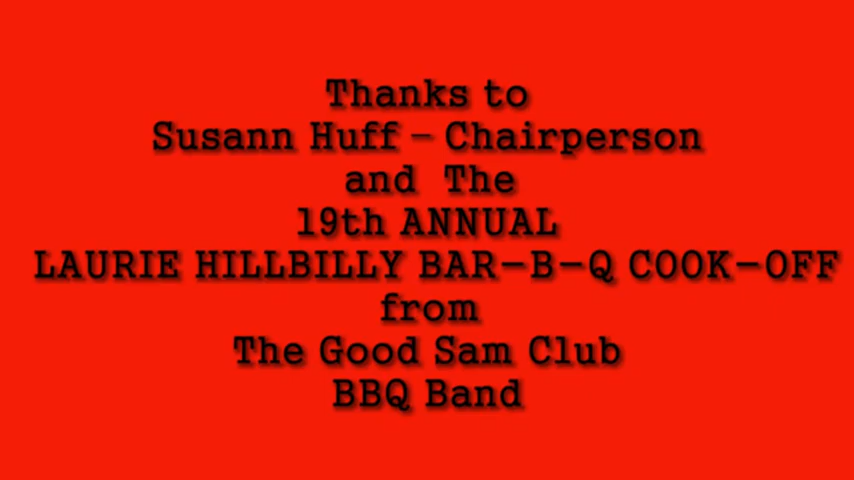 Thanks to
Susann Huff - Chairperson
and The
19th ANNUAL
LAURIE HILLBILLY BAR-B-Q COOK-OFF
from
The Good Sam Club
BBQ Band